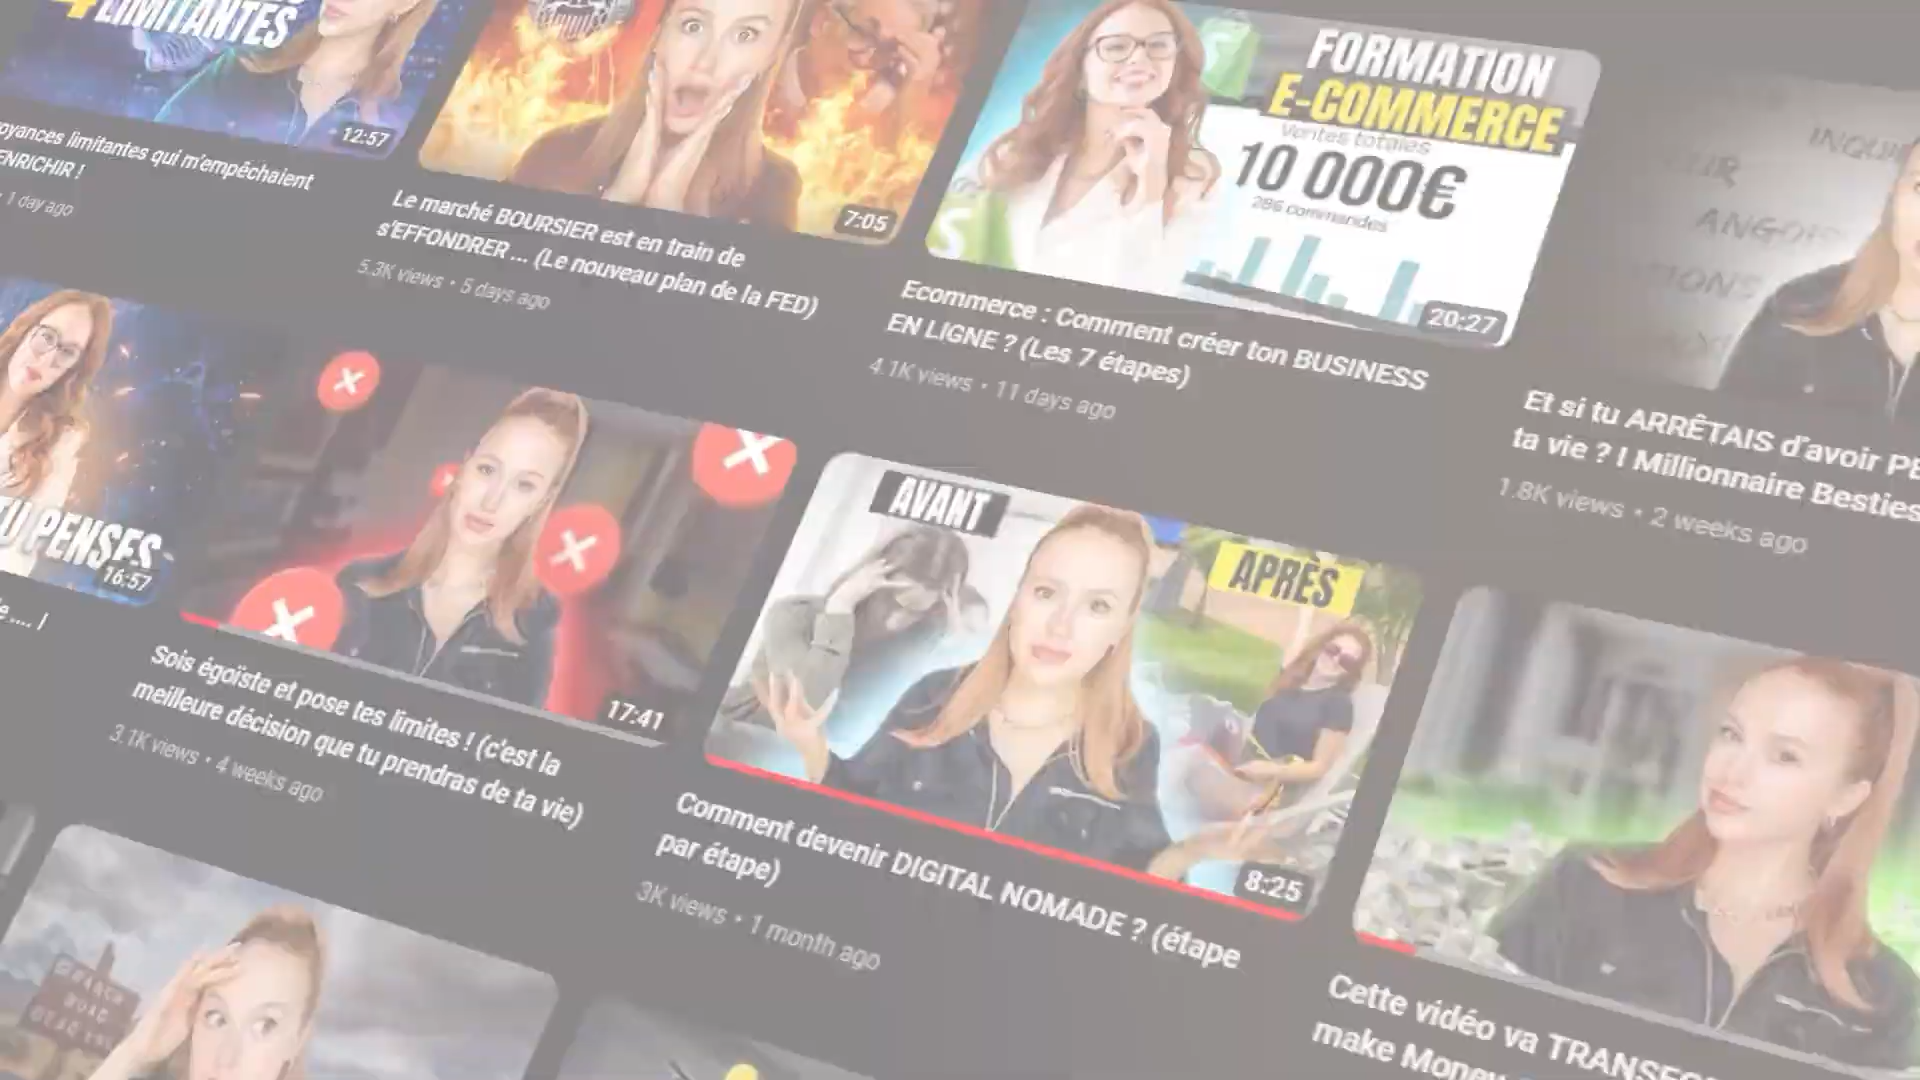 LIMITANTES
12:57
oyances limitantes qui m'empêchaient
ENRICHIR !
• 1 day ago
7:05
Le marché BOURSIER est en train de
s'EFFONDRER ... (Le nouveau plan de la FED)
5.3K views • 5 days ago
FORMATION
E-COMMERCE
Ventes totales
10 000€
286 commandes
20:27
Ecommerce : Comment créer ton BUSINESS
EN LIGNE ? (Les 7 étapes)
4.1K views • 11 days ago
Et si tu ARRÊTAIS d'avoir PE
ta vie ? I Millionnaire Besties
1.8K views • 2 weeks ago
TU PENSES
16:57
17:41
Sois égoïste et pose tes limites ! (c'est la
meilleure décision que tu prendras de ta vie)
3.1K views • 4 weeks ago
AVANT
APRÈS
8:25
Comment devenir DIGITAL NOMADE ? (étape
par étape)
3K views • 1 month ago
Cette vidéo va TRANSFO
make Money